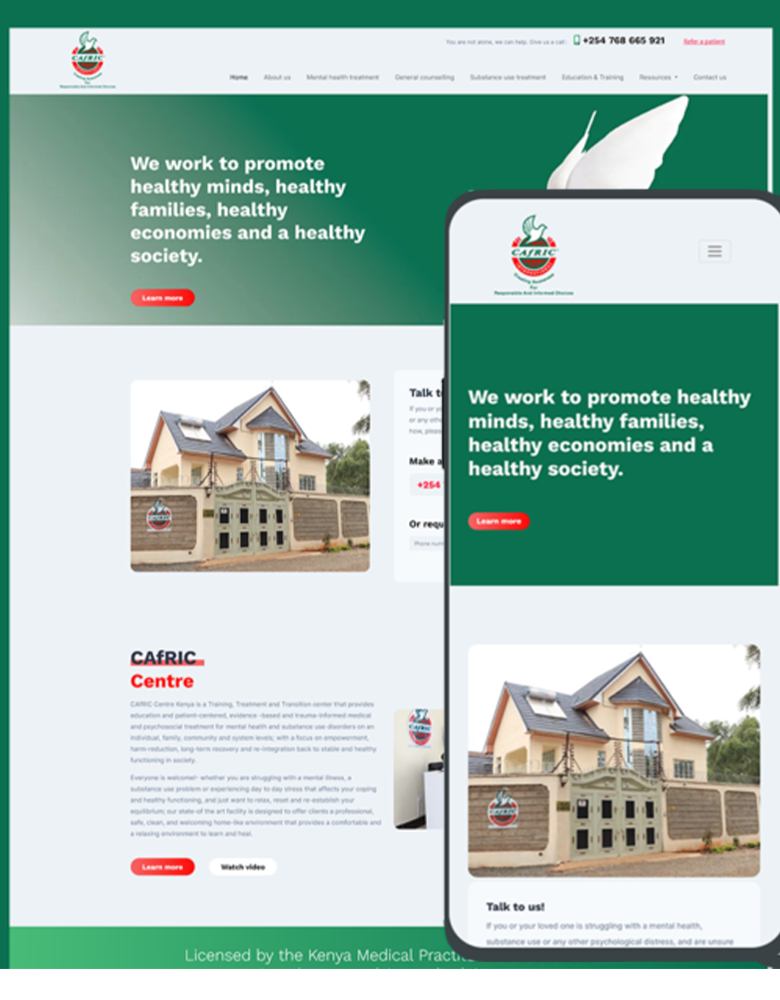 You are not alone, we can help. Give us a call:
+254 768 665 921
Refer a patient
CAfRIC
Responsible And Informed Choices
Home
About us
Mental health treatment
General counselling
Substance use treatment
Education & Training
Resources
Contact us
We work to promote
healthy minds, healthy
families, healthy
economies and a healthy
society.
Learn more
Talk t
If you or yo
or any othe
how, pleas
Make a
+254
Or requ
Phone num
CAfRIC
Centre
CAfRIC Centre Kenya is a Training, Treatment and Transition center that provides
education and patient-centered, evidence -based and trauma-informed medical
and psychosocial treatment for mental health and substance use disorders on an
individual, family, community and system levels; with a focus on empowerment,
harm-reduction, long-term recovery and re-integration back to stable and healthy
functioning in society.
Everyone is welcome!- whether you are struggling with a mental illness, a
substance use problem or experiencing day to day stress that affects your coping
and healthy functioning, and just want to relax, reset and re-establish your
equilibrium; our state-of the art facility is designed to offer clients a professional,
safe, clean, and welcoming home-like environment that provides a comfortable and
a relaxing environment to learn and heal.
Learn more
Watch video
Licensed by the Kenya Medical Practit
CAfRIC
Creating Awareness
For
Responsible And Informed Choices
We work to promote healthy
minds, healthy families,
healthy economies and a
healthy society.
Learn more
Talk to us!
If you or your loved one is struggling with a mental health,
substance use or any other psychological distress, and are unsure